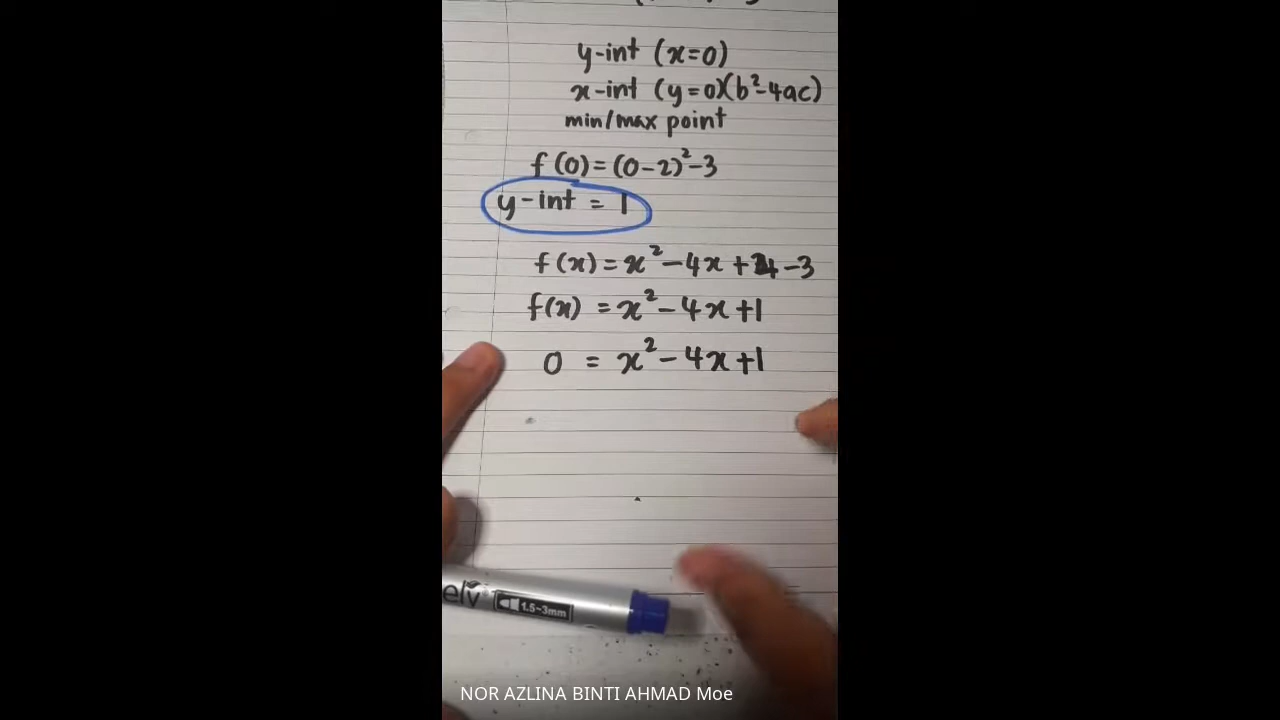 y-int (x=0)
x-int (y=0)(b²-4ac)
min/max point
f(0)=(0-2)²-3
y-int = 1
f(x)=x²-4x+4-3
f(x) =x²-4x+1
0 = x²-4x+1
1.5~3mm
NOR AZLINA BINTI AHMAD Moe